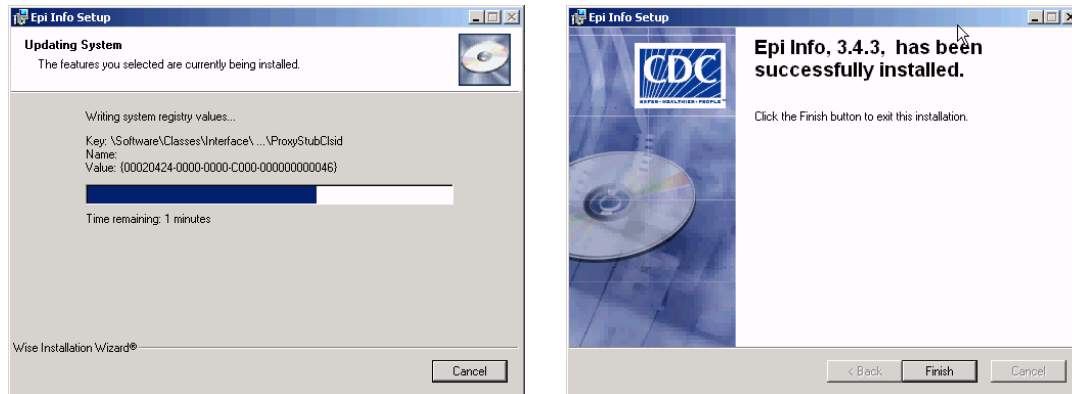 Epi Info Setup
Updating System
The features you selected are currently being installed.
Writing system registry values...
Key: \Software\Classes\Interface\ ...\ProxyStubClsid
Name:
Value: {00020424-0000-0000-C000-000000000046}
Time remaining: 1 minutes
Wise Installation Wizard®
Cancel
Epi Info Setup
CDC
SAFER • HEALTHIER • PEOPLE™
Epi Info, 3.4.3, has been
successfully installed.
Click the Finish button to exit this installation.
< Back
Finish
Cancel